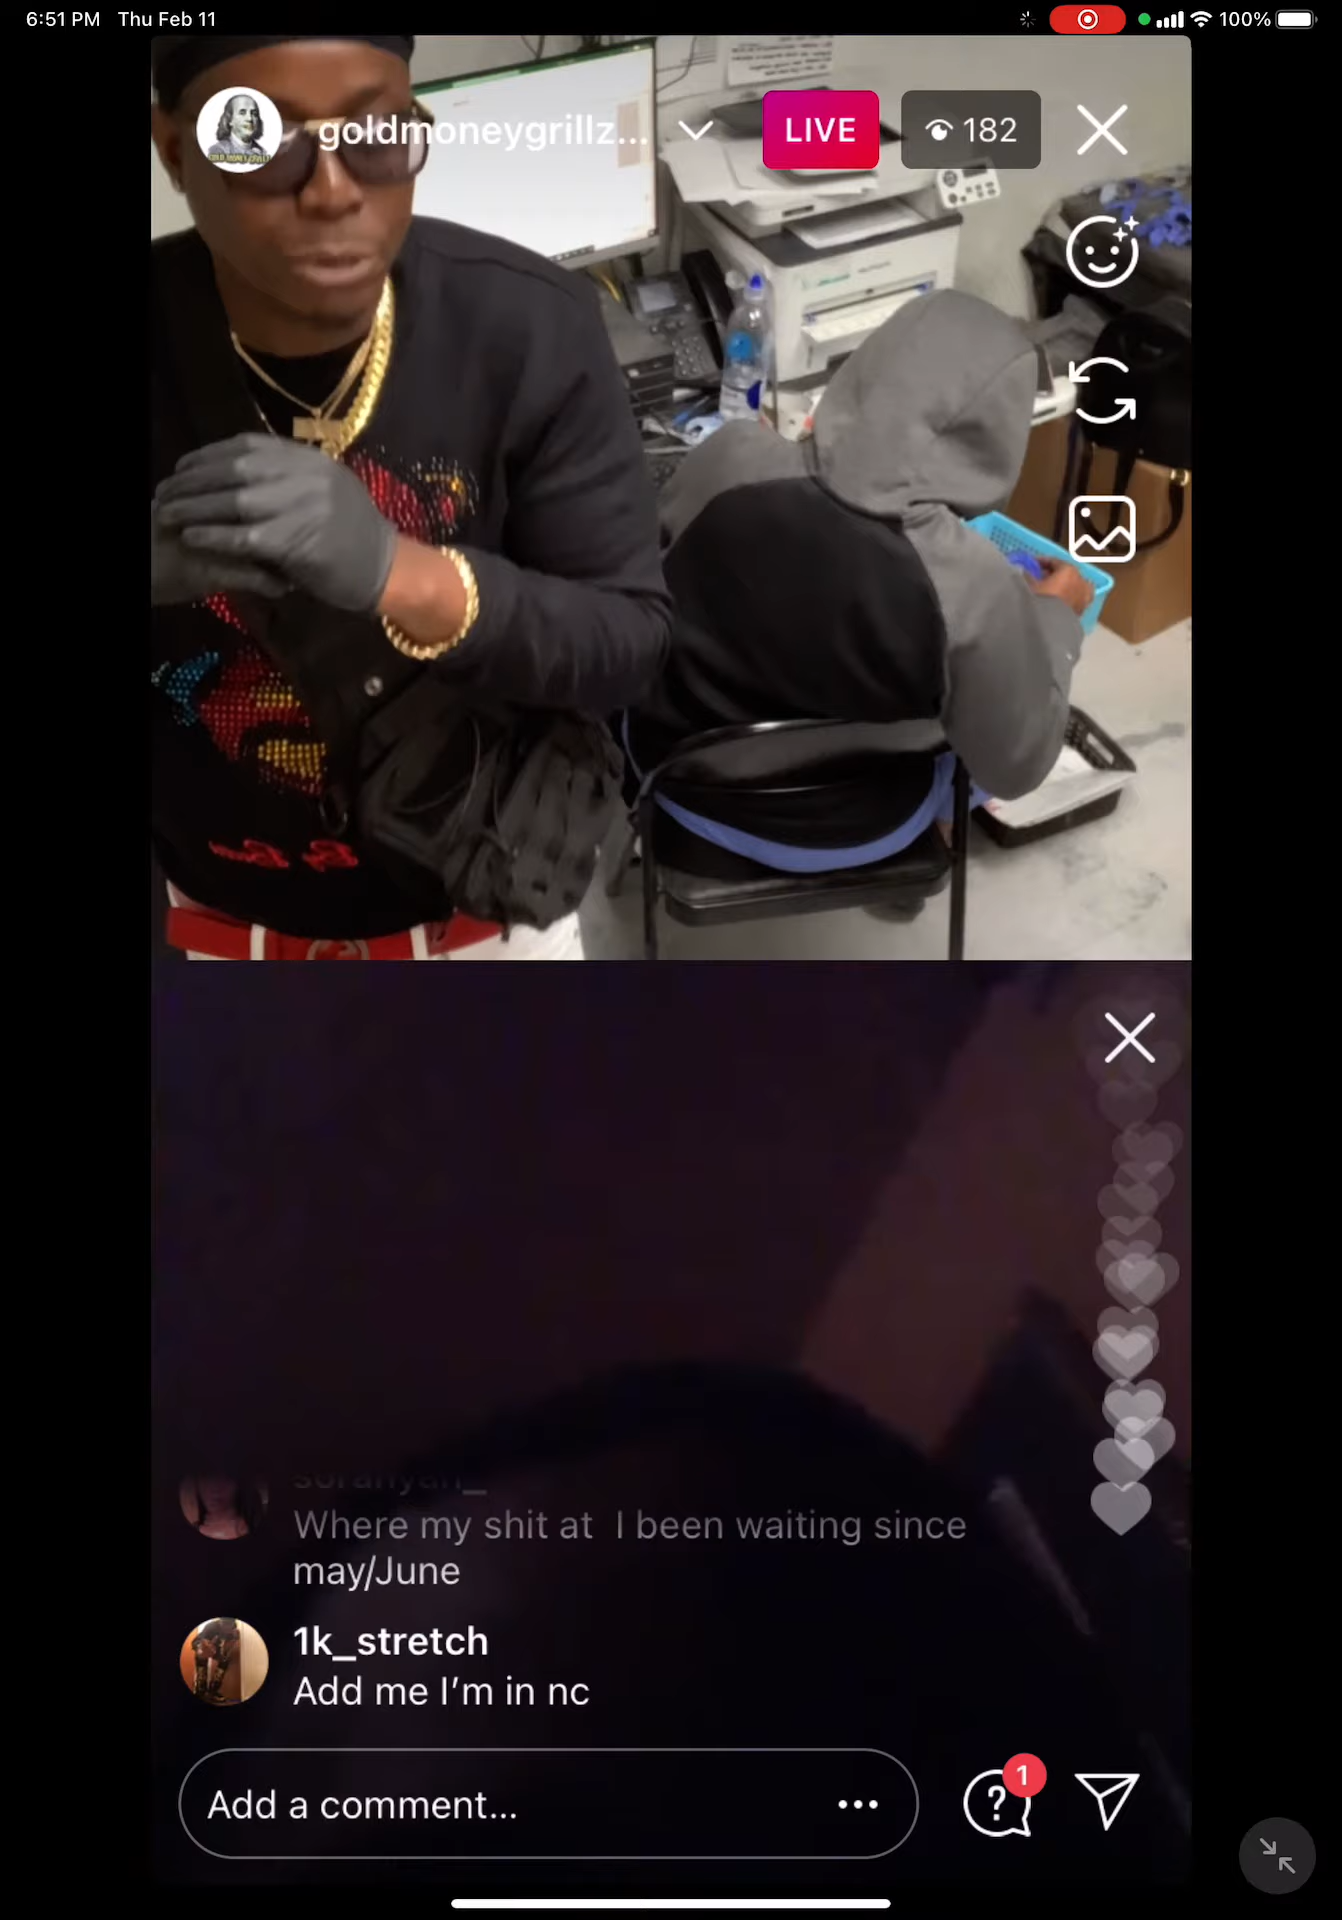 6:51 PM Thu Feb 11
100%
goldmoneygrillz...
LIVE
182
Where my shit at I been waiting since
may/June
1k_stretch
Add me I’m in nc
Add a comment...
1